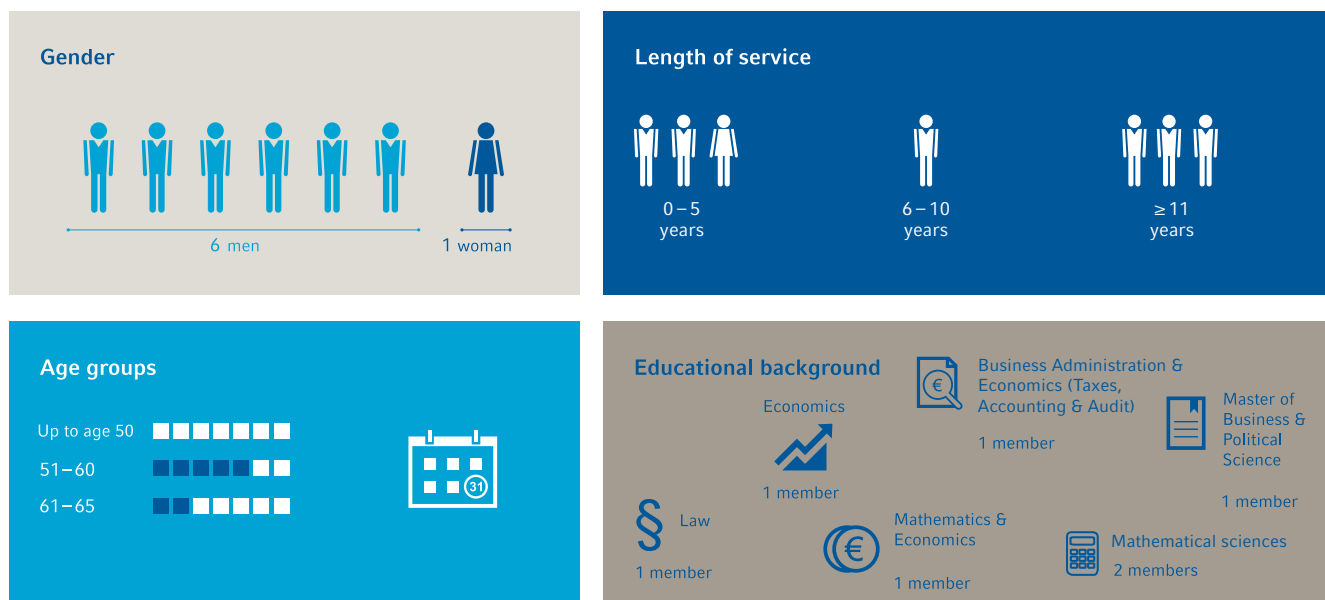 Gender
6 men
1 woman
Length of service
0–5
years
6–10
years
≥ 11
years
Age groups
Up to age 50
51–60
61–65
31
Educational background
Economics
1 member
€
Business Administration &
Economics (Taxes,
Accounting & Audit)
1 member
Master of
Business &
Political
Science
1 member
§
Law
1 member
€
Mathematics &
Economics
1 member
Mathematical sciences
2 members